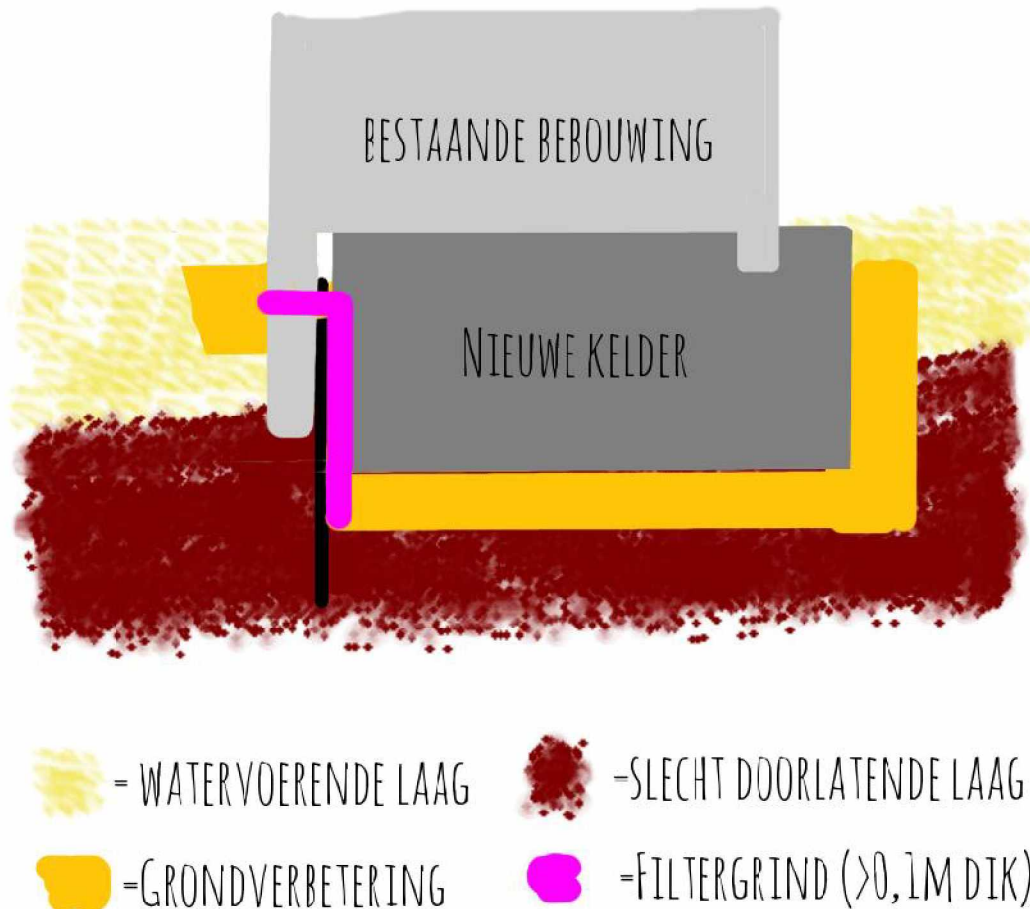 BESTAANDE BEBOUWING
NIEUWE KELDER
= WATERVOERENDE LAAG
=SLECHT DOORLATENDE LAAG
=GRONDVERBETERING
=FILTERGRIND (>0,1M DIK)